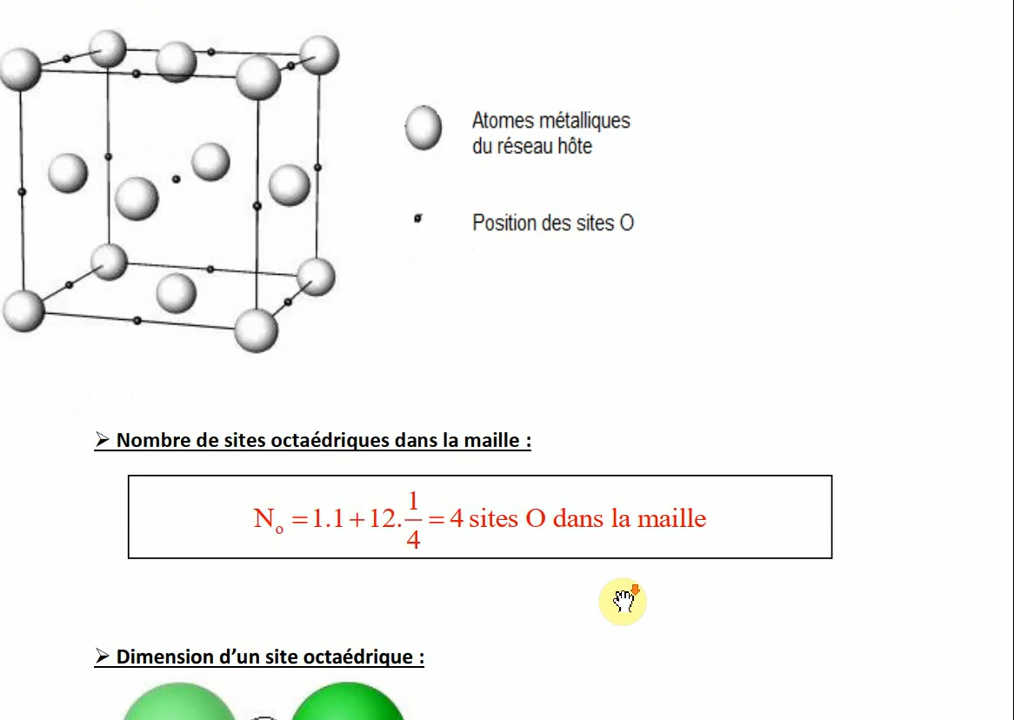 Atomes métalliques
du réseau hôte
Position des sites O
➢ Nombre de sites octaédriques dans la maille :
N₀ = 1.1 + 12. 1/4 = 4 sites O dans la maille
➢ Dimension d’un site octaédrique :